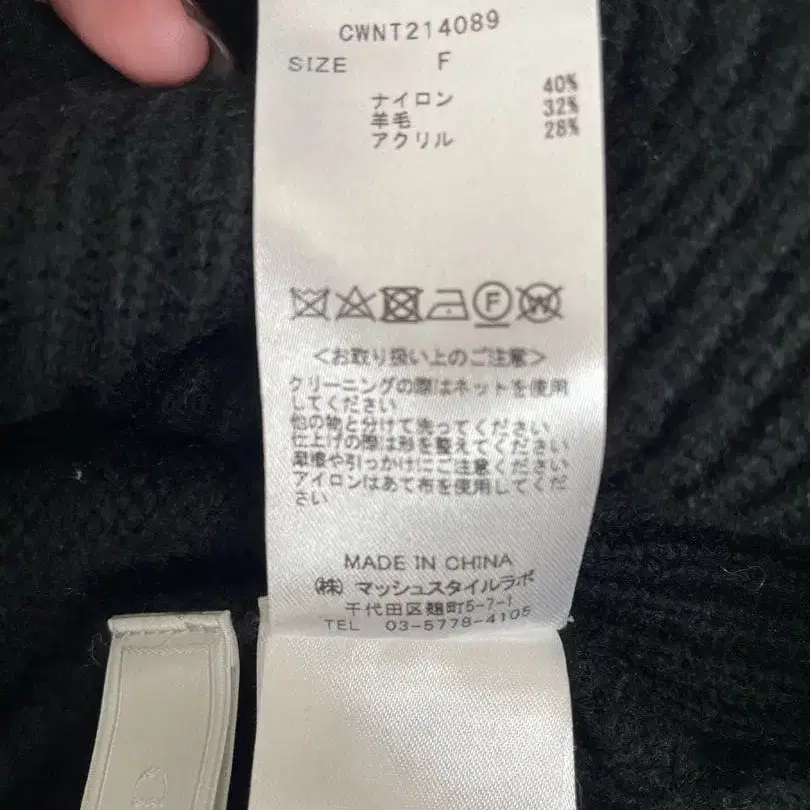 CWNT214089
SIZE F
ナイロン 40%
羊毛 32%
アクリル 28%
F W
<お取り扱い上のご注意>
クリーニングの際はネットを使用
してください
他の物と分けて洗ってください
仕上げの際は形を整えてください
摩擦や引っかけにご注意ください
アイロンはあて布を使用してくだ
さい
MADE IN CHINA
(株) マッシュスタイルラボ
千代田区麹町5-7-1
TEL 03-5778-4105